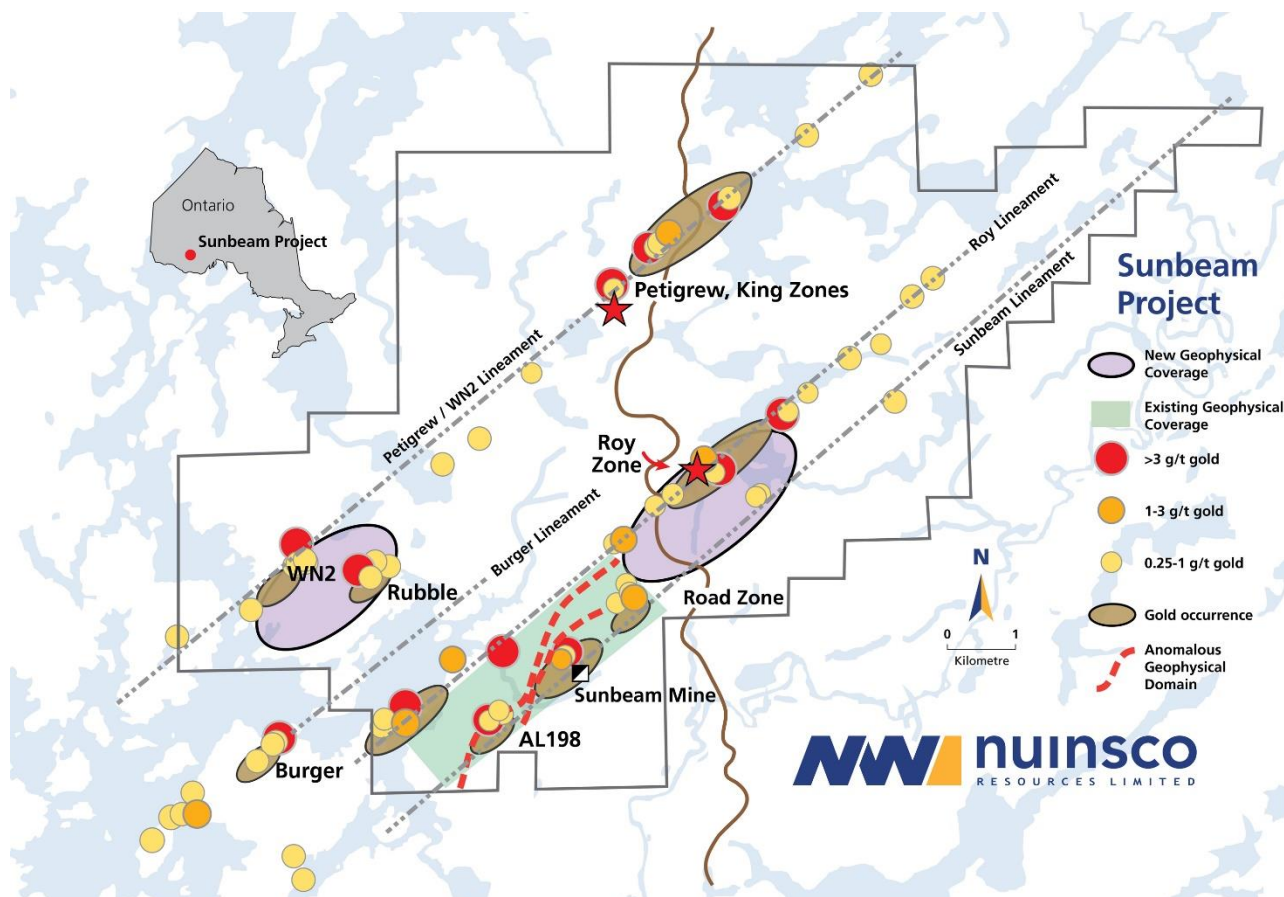 Ontario
Sunbeam Project
Petigrew, King Zones
Roy Lineament
Sunbeam Lineament
Petigrew / WN2 Lineament
Burger Lineament
Roy
Zone
WN2
Rubble
Road Zone
Sunbeam Mine
AL198
Burger
Sunbeam
Project
New Geophysical
Coverage
Existing Geophysical
Coverage
>3 g/t gold
1-3 g/t gold
0.25-1 g/t gold
Gold occurrence
Anomalous
Geophysical
Domain
N
0 1
Kilometre
NW nuinsco
RESOURCES LIMITED